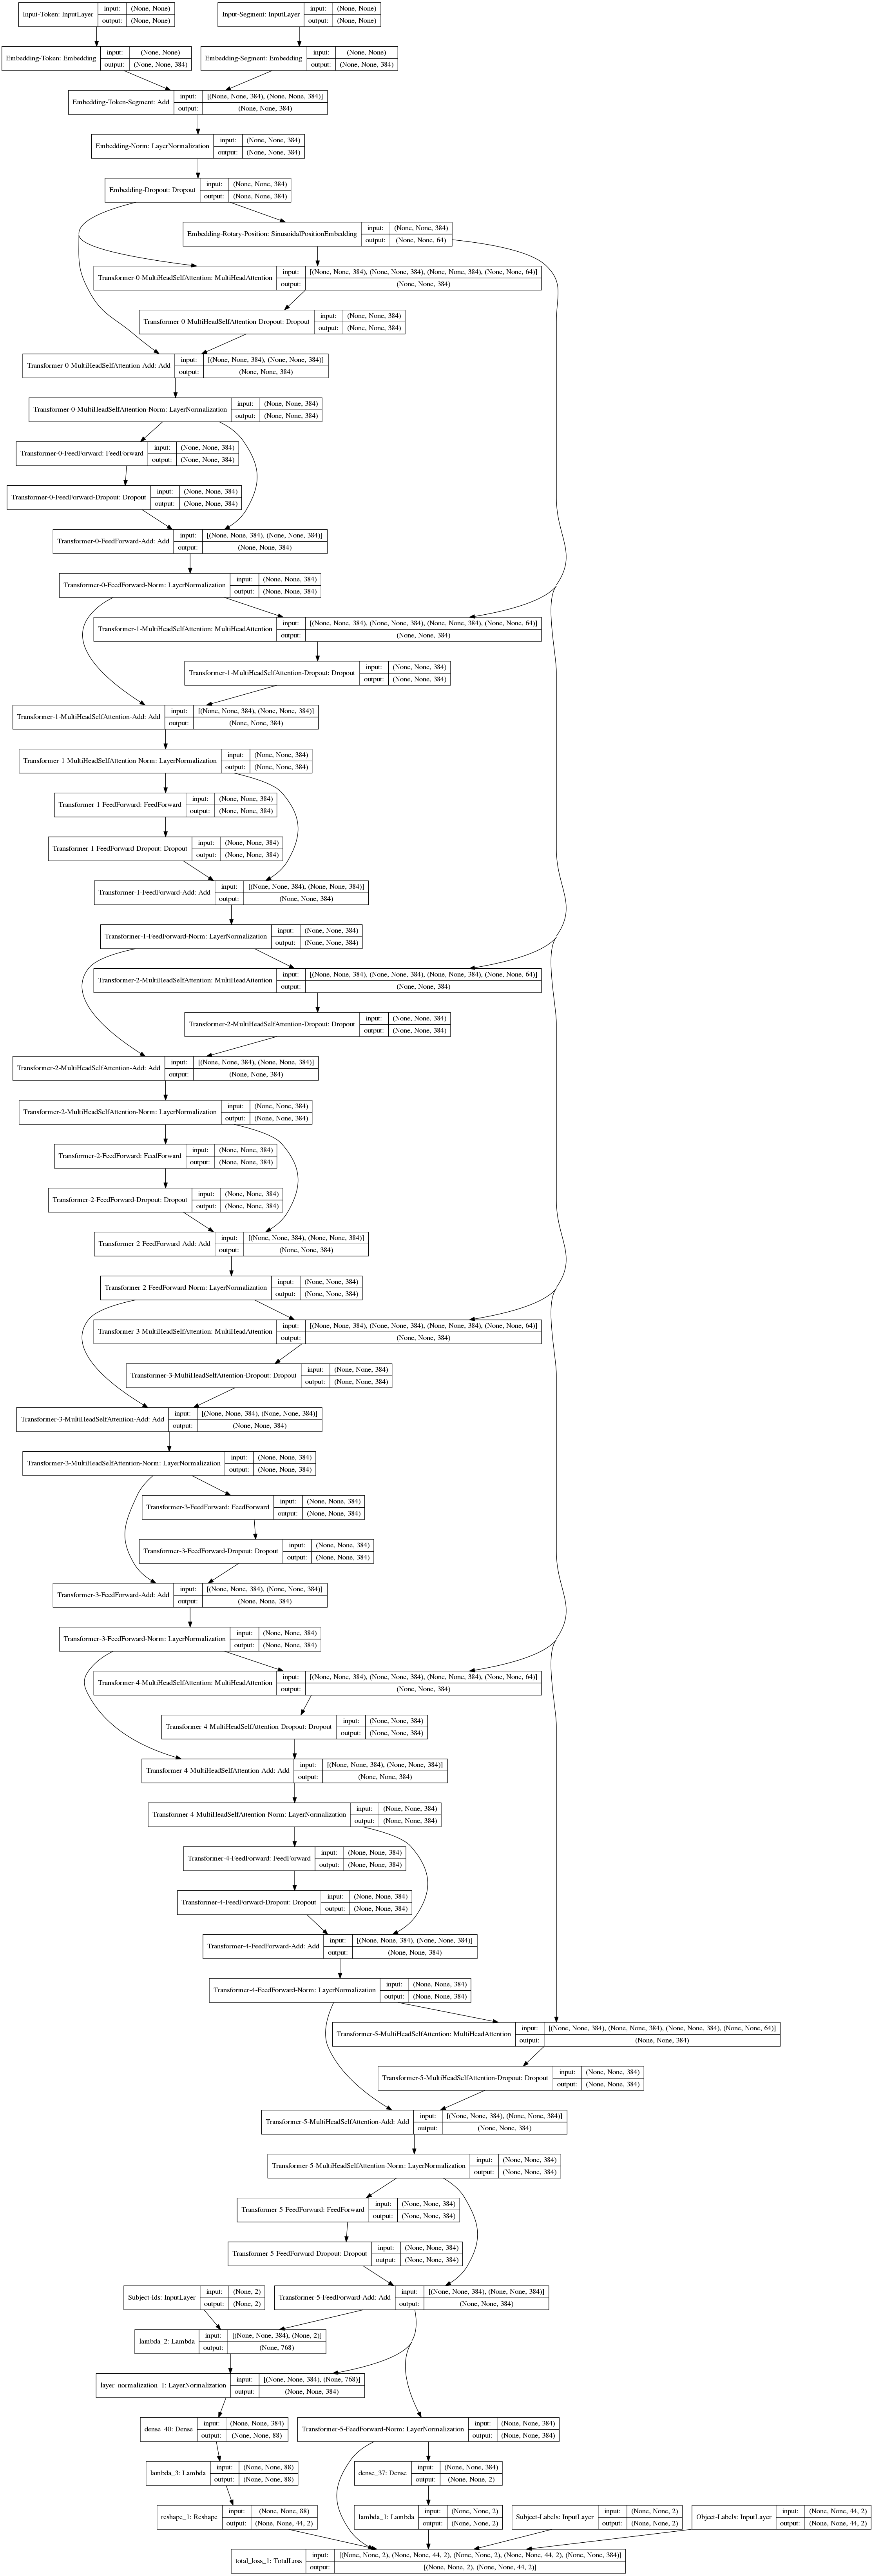 Input-Token: InputLayer input: (None, None) output: (None, None)
Input-Segment: InputLayer input: (None, None) output: (None, None)
Embedding-Token: Embedding input: (None, None) output: (None, None, 384)
Embedding-Segment: Embedding input: (None, None) output: (None, None, 384)
Embedding-Token-Segment: Add input: [(None, None, 384), (None, None, 384)] output: (None, None, 384)
Embedding-Norm: LayerNormalization input: (None, None, 384) output: (None, None, 384)
Embedding-Dropout: Dropout input: (None, None, 384) output: (None, None, 384)
Embedding-Rotary-Position: SinusoidalPositionEmbedding input: (None, None, 384) output: (None, None, 64)
Transformer-0-MultiHeadSelfAttention: MultiHeadAttention input: [(None, None, 384), (None, None, 384), (None, None, 384), (None, None, 64)] output: (None, None, 384)
Transformer-0-MultiHeadSelfAttention-Dropout: Dropout input: (None, None, 384) output: (None, None, 384)
Transformer-0-MultiHeadSelfAttention-Add: Add input: [(None, None, 384), (None, None, 384)] output: (None, None, 384)
Transformer-0-MultiHeadSelfAttention-Norm: LayerNormalization input: (None, None, 384) output: (None, None, 384)
Transformer-0-FeedForward: FeedForward input: (None, None, 384) output: (None, None, 384)
Transformer-0-FeedForward-Dropout: Dropout input: (None, None, 384) output: (None, None, 384)
Transformer-0-FeedForward-Add: Add input: [(None, None, 384), (None, None, 384)] output: (None, None, 384)
Transformer-0-FeedForward-Norm: LayerNormalization input: (None, None, 384) output: (None, None, 384)
Transformer-1-MultiHeadSelfAttention: MultiHeadAttention input: [(None, None, 384), (None, None, 384), (None, None, 384), (None, None, 64)] output: (None, None, 384)
Transformer-1-MultiHeadSelfAttention-Dropout: Dropout input: (None, None, 384) output: (None, None, 384)
Transformer-1-MultiHeadSelfAttention-Add: Add input: [(None, None, 384), (None, None, 384)] output: (None, None, 384)
Transformer-1-MultiHeadSelfAttention-Norm: LayerNormalization input: (None, None, 384) output: (None, None, 384)
Transformer-1-FeedForward: FeedForward input: (None, None, 384) output: (None, None, 384)
Transformer-1-FeedForward-Dropout: Dropout input: (None, None, 384) output: (None, None, 384)
Transformer-1-FeedForward-Add: Add input: [(None, None, 384), (None, None, 384)] output: (None, None, 384)
Transformer-1-FeedForward-Norm: LayerNormalization input: (None, None, 384) output: (None, None, 384)
Transformer-2-MultiHeadSelfAttention: MultiHeadAttention input: [(None, None, 384), (None, None, 384), (None, None, 384), (None, None, 64)] output: (None, None, 384)
Transformer-2-MultiHeadSelfAttention-Dropout: Dropout input: (None, None, 384) output: (None, None, 384)
Transformer-2-MultiHeadSelfAttention-Add: Add input: [(None, None, 384), (None, None, 384)] output: (None, None, 384)
Transformer-2-MultiHeadSelfAttention-Norm: LayerNormalization input: (None, None, 384) output: (None, None, 384)
Transformer-2-FeedForward: FeedForward input: (None, None, 384) output: (None, None, 384)
Transformer-2-FeedForward-Dropout: Dropout input: (None, None, 384) output: (None, None, 384)
Transformer-2-FeedForward-Add: Add input: [(None, None, 384), (None, None, 384)] output: (None, None, 384)
Transformer-2-FeedForward-Norm: LayerNormalization input: (None, None, 384) output: (None, None, 384)
Transformer-3-MultiHeadSelfAttention: MultiHeadAttention input: [(None, None, 384), (None, None, 384), (None, None, 384), (None, None, 64)] output: (None, None, 384)
Transformer-3-MultiHeadSelfAttention-Dropout: Dropout input: (None, None, 384) output: (None, None, 384)
Transformer-3-MultiHeadSelfAttention-Add: Add input: [(None, None, 384), (None, None, 384)] output: (None, None, 384)
Transformer-3-MultiHeadSelfAttention-Norm: LayerNormalization input: (None, None, 384) output: (None, None, 384)
Transformer-3-FeedForward: FeedForward input: (None, None, 384) output: (None, None, 384)
Transformer-3-FeedForward-Dropout: Dropout input: (None, None, 384) output: (None, None, 384)
Transformer-3-FeedForward-Add: Add input: [(None, None, 384), (None, None, 384)] output: (None, None, 384)
Transformer-3-FeedForward-Norm: LayerNormalization input: (None, None, 384) output: (None, None, 384)
Transformer-4-MultiHeadSelfAttention: MultiHeadAttention input: [(None, None, 384), (None, None, 384), (None, None, 384), (None, None, 64)] output: (None, None, 384)
Transformer-4-MultiHeadSelfAttention-Dropout: Dropout input: (None, None, 384) output: (None, None, 384)
Transformer-4-MultiHeadSelfAttention-Add: Add input: [(None, None, 384), (None, None, 384)] output: (None, None, 384)
Transformer-4-MultiHeadSelfAttention-Norm: LayerNormalization input: (None, None, 384) output: (None, None, 384)
Transformer-4-FeedForward: FeedForward input: (None, None, 384) output: (None, None, 384)
Transformer-4-FeedForward-Dropout: Dropout input: (None, None, 384) output: (None, None, 384)
Transformer-4-FeedForward-Add: Add input: [(None, None, 384), (None, None, 384)] output: (None, None, 384)
Transformer-4-FeedForward-Norm: LayerNormalization input: (None, None, 384) output: (None, None, 384)
Transformer-5-MultiHeadSelfAttention: MultiHeadAttention input: [(None, None, 384), (None, None, 384), (None, None, 384), (None, None, 64)] output: (None, None, 384)
Transformer-5-MultiHeadSelfAttention-Dropout: Dropout input: (None, None, 384) output: (None, None, 384)
Transformer-5-MultiHeadSelfAttention-Add: Add input: [(None, None, 384), (None, None, 384)] output: (None, None, 384)
Transformer-5-MultiHeadSelfAttention-Norm: LayerNormalization input: (None, None, 384) output: (None, None, 384)
Transformer-5-FeedForward: FeedForward input: (None, None, 384) output: (None, None, 384)
Transformer-5-FeedForward-Dropout: Dropout input: (None, None, 384) output: (None, None, 384)
Subject-Ids: InputLayer input: (None, 2) output: (None, 2)
Transformer-5-FeedForward-Add: Add input: [(None, None, 384), (None, None, 384)] output: (None, None, 384)
lambda_2: Lambda input: [(None, None, 384), (None, 2)] output: (None, 768)
layer_normalization_1: LayerNormalization input: [(None, None, 384), (None, 768)] output: (None, None, 384)
dense_40: Dense input: (None, None, 384) output: (None, None, 88)
Transformer-5-FeedForward-Norm: LayerNormalization input: (None, None, 384) output: (None, None, 384)
lambda_3: Lambda input: (None, None, 88) output: (None, None, 88)
dense_37: Dense input: (None, None, 384) output: (None, None, 2)
reshape_1: Reshape input: (None, None, 88) output: (None, None, 44, 2)
lambda_1: Lambda input: (None, None, 2) output: (None, None, 2)
Subject-Labels: InputLayer input: (None, None, 2) output: (None, None, 2)
Object-Labels: InputLayer input: (None, None, 44, 2) output: (None, None, 44, 2)
total_loss_1: TotalLoss input: [(None, None, 2), (None, None, 44, 2), (None, None, 2), (None, None, 44, 2), (None, None, 384)] output: [(None, None, 2), (None, None, 44, 2)]